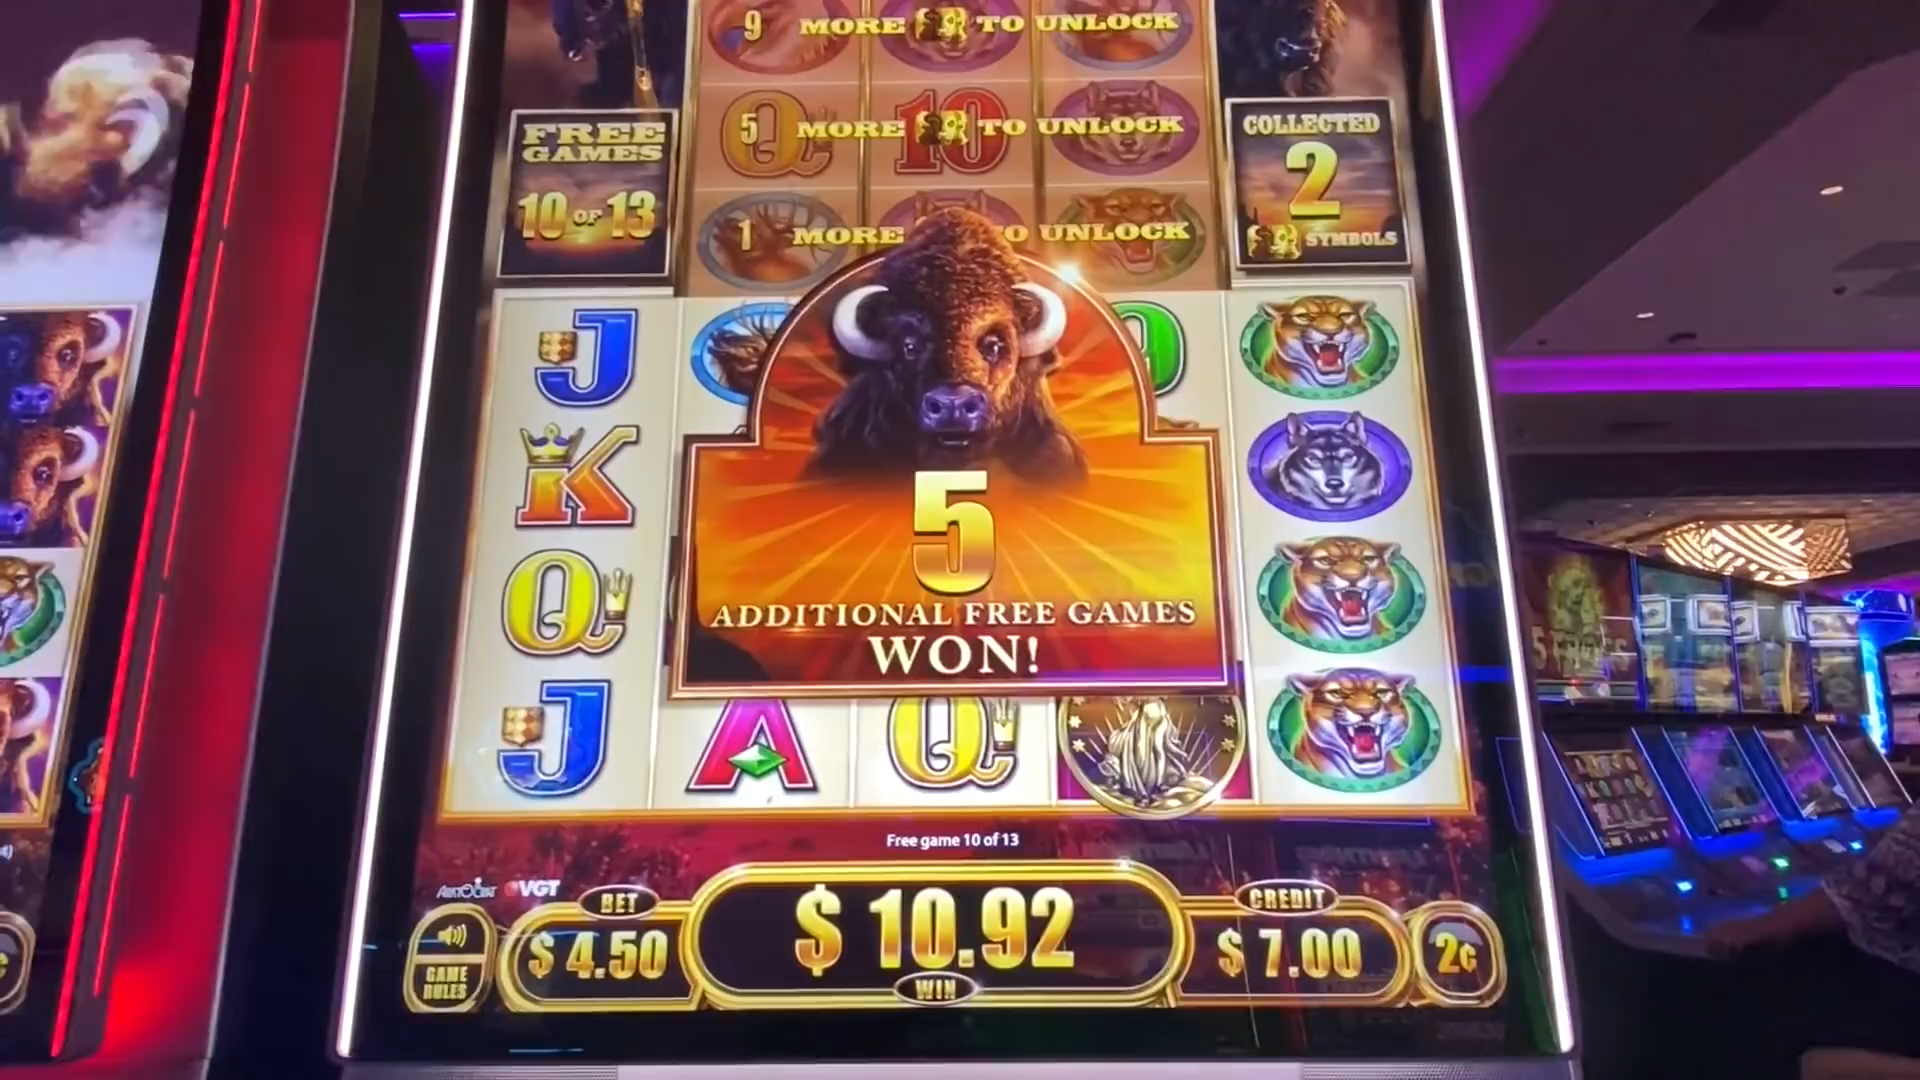 9 MORE TO UNLOCK
5 MORE TO UNLOCK
1 MORE TO UNLOCK
FREE
GAMES
10 OF 13
COLLECTED
2
SYMBOLS
Q
10
J
K
Q
J
A
Q
5
ADDITIONAL FREE GAMES
WON!
Free game 10 of 13
ARISTOCRAT VGT
BET
$ 4.50
$ 10.92
WIN
CREDIT
$ 7.00
2¢
GAME
RULES